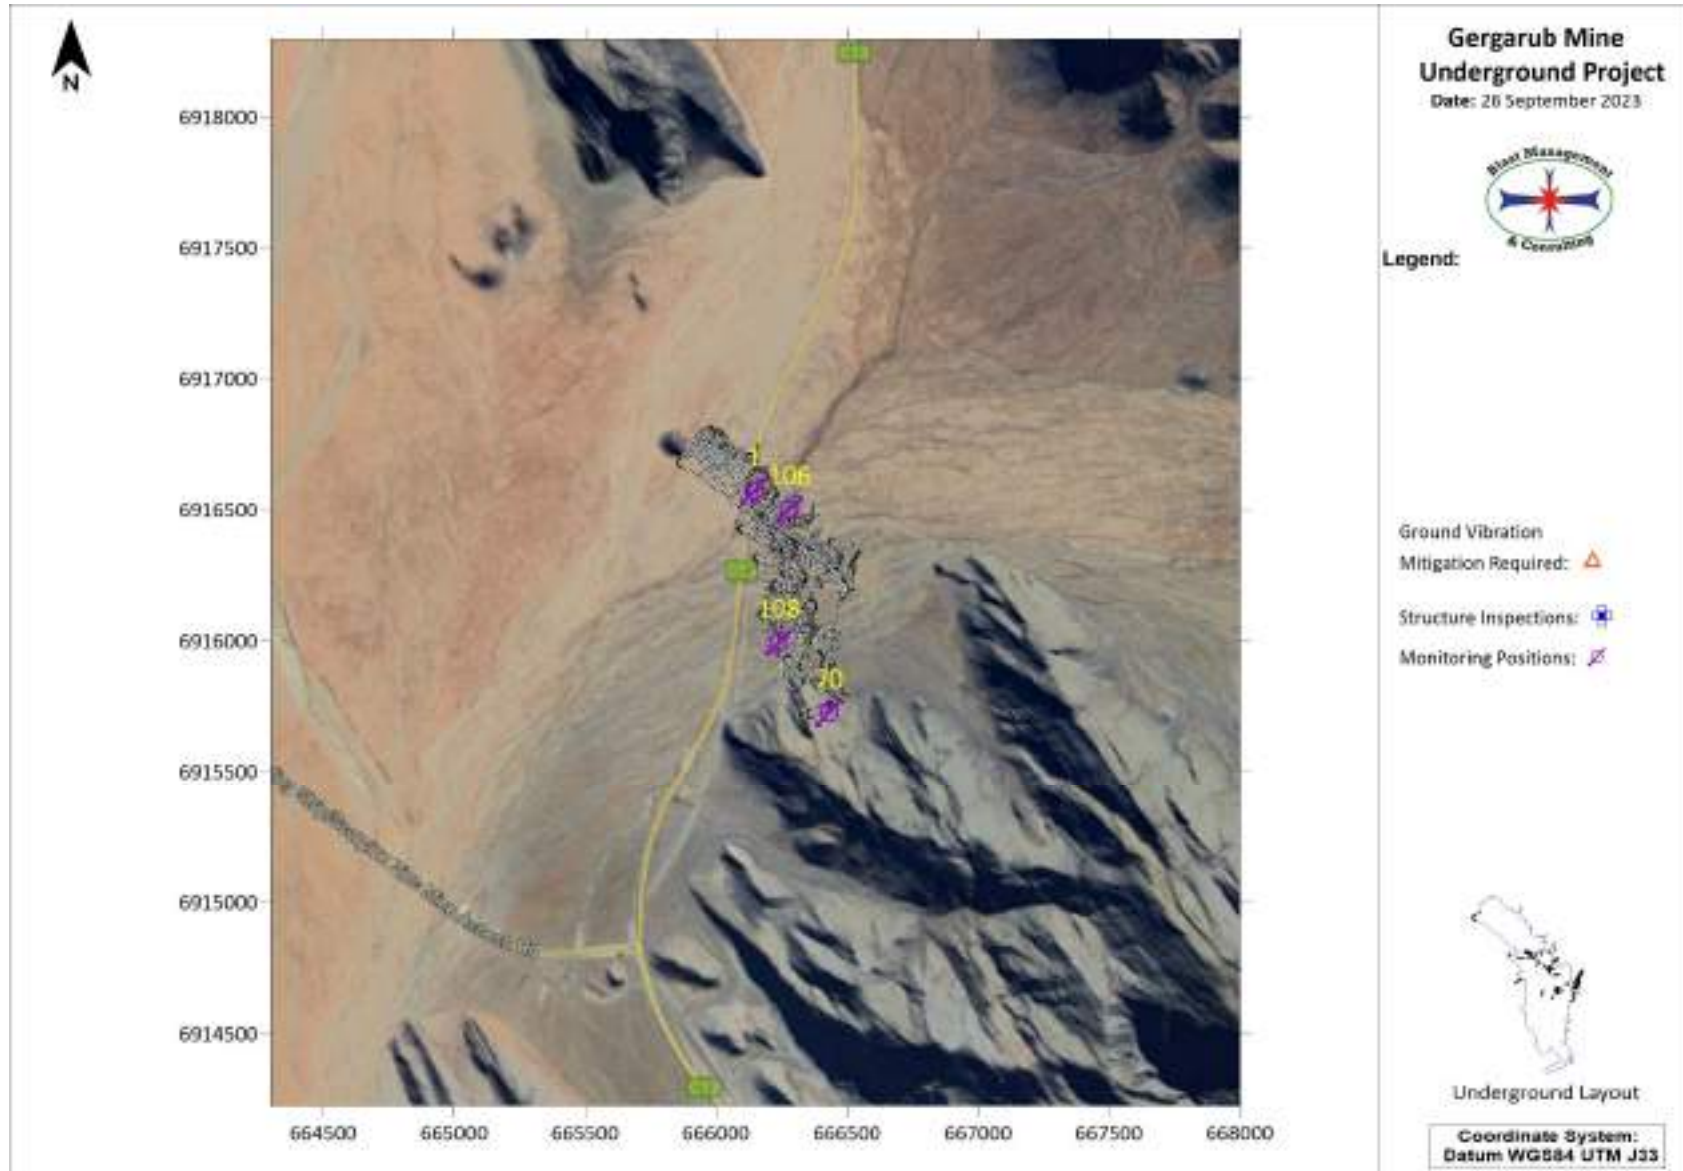 Gergarub Mine
Underground Project
Date: 26 September 2023
Blast Management
& Consulting
Legend:
Ground Vibration
Mitigation Required:
Structure Inspections:
Monitoring Positions:
Underground Layout
Coordinate System:
Datum WGS84 UTM J33
N
6918000
6917500
6917000
6916500
6916000
6915500
6915000
6914500
664500
665000
665500
666000
666500
667000
667500
668000
1
106
108
70